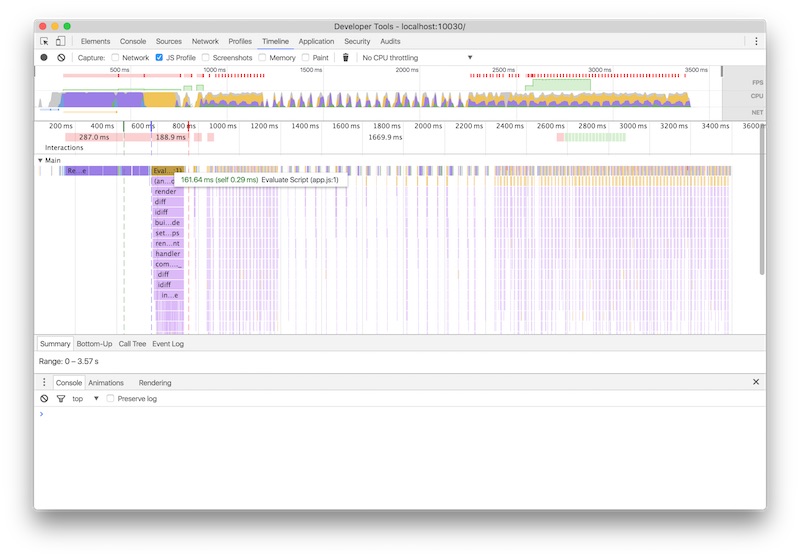 Developer Tools - localhost:10030/
Elements Console Sources Network Profiles Timeline Application Security Audits
Capture: Network JS Profile Screenshots Memory Paint No CPU throttling
500 ms 1000 ms 1500 ms 2000 ms 2500 ms 3000 ms 3500 ms
FPS
CPU
NET
200 ms 400 ms 600 ms 800 ms 1000 ms 1200 ms 1400 ms 1600 ms 1800 ms 2000 ms 2200 ms 2400 ms 2600 ms 2800 ms 3000 ms 3200 ms 3400 ms 3600 ms
287.0 ms 188.9 ms 1669.9 ms
Interactions
Main
Re...e Eval...1)
161.64 ms (self 0.29 ms) Evaluate Script (app.js:1)
render
diff
idiff
bui...de
set...ps
ren...nt
handler
com...._
diff
idiff
in...e
Summary Bottom-Up Call Tree Event Log
Range: 0 – 3.57 s
Console Animations Rendering
top Preserve log